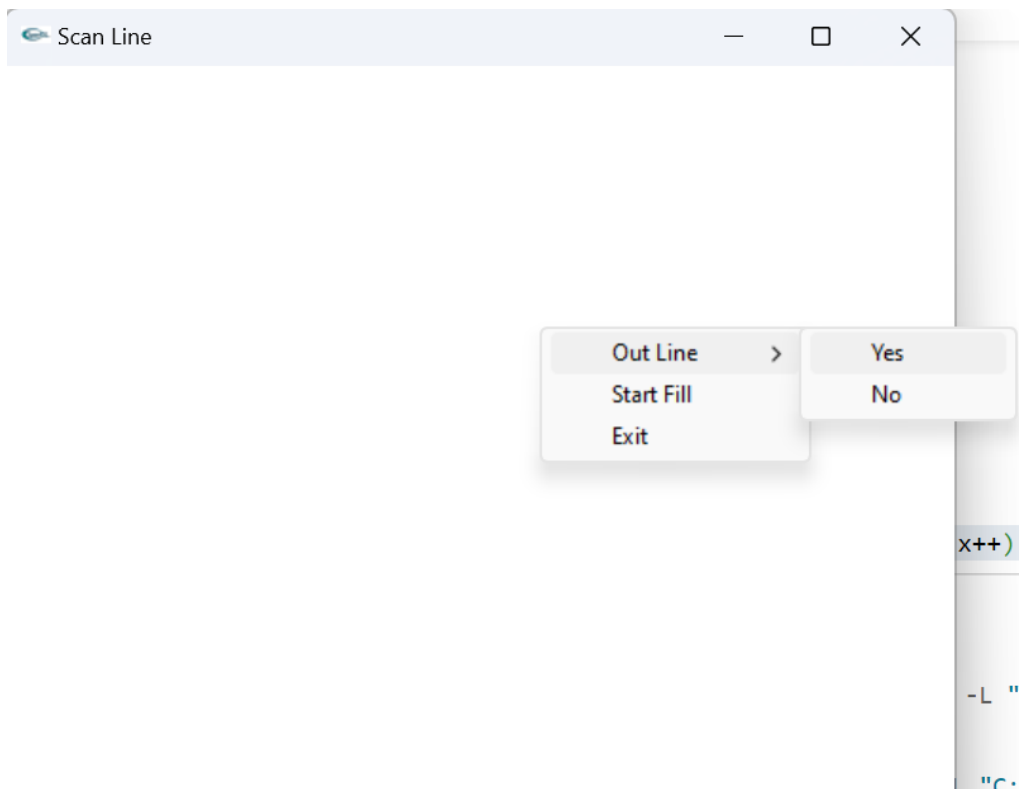 Scan Line
Out Line
Yes
Start Fill
No
Exit
x++)
-L "
"C: